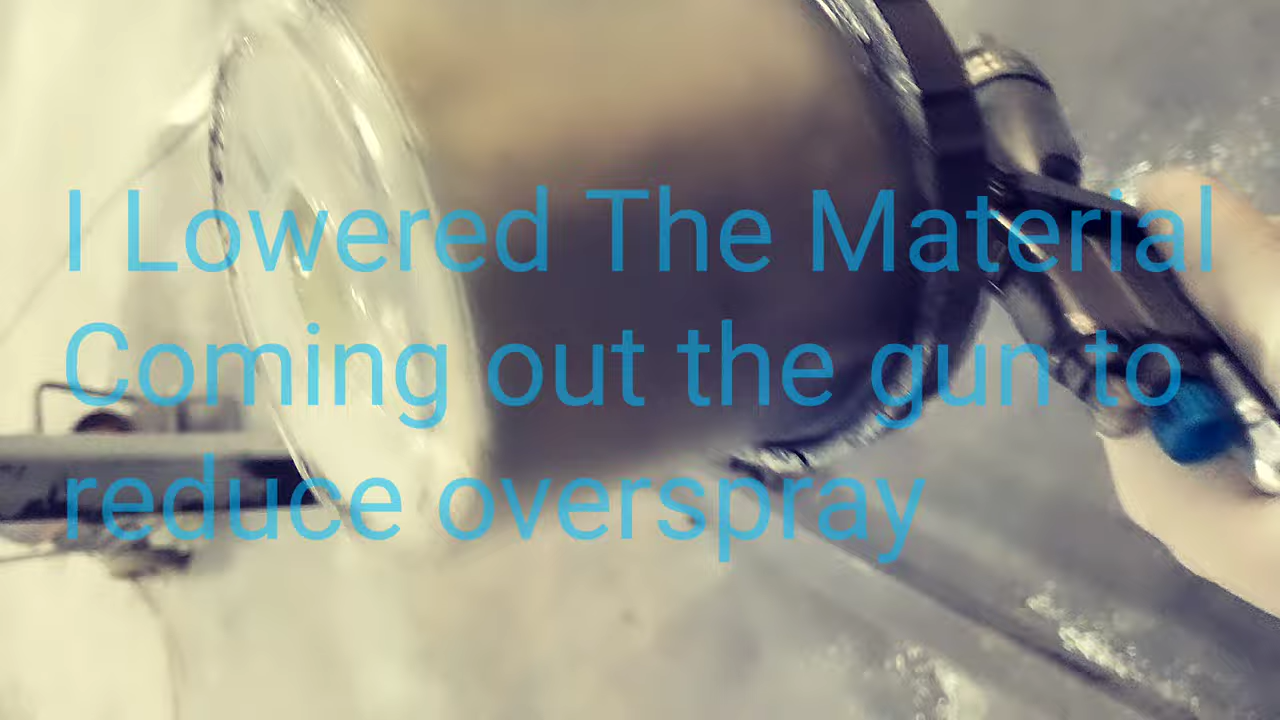 I Lowered The Material
Coming out the gun to
reduce overspray